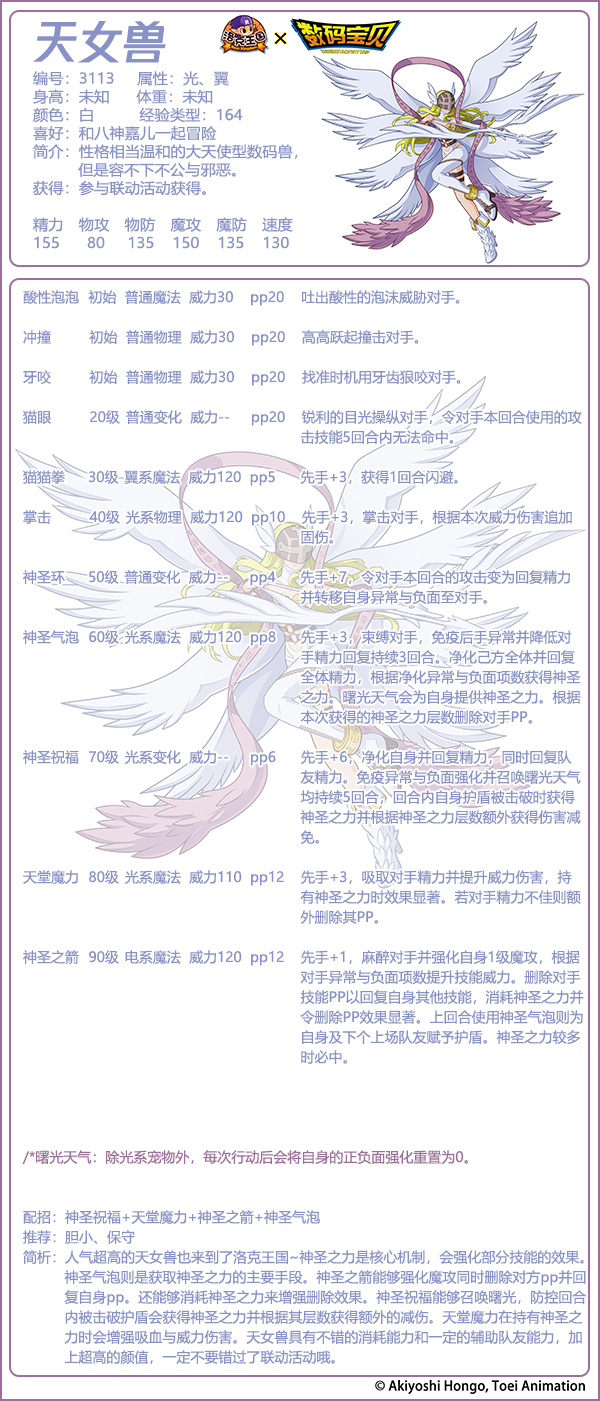 天女兽
洛克王国 × 数码宝贝
编号：3113 属性：光、翼
身高：未知 体重：未知
颜色：白 经验类型：164
喜好：和八神嘉儿一起冒险
简介：性格相当温和的大天使型数码兽，
但是容不下不公与邪恶。
获得：参与联动活动获得。
精力 物攻 物防 魔攻 魔防 速度
155 80 135 150 135 130
酸性泡泡 初始 普通魔法 威力30 pp20 吐出酸性的泡沫威胁对手。
冲撞 初始 普通物理 威力30 pp20 高高跃起撞击对手。
牙咬 初始 普通物理 威力30 pp20 找准时机用牙齿狠咬对手。
猫眼 20级 普通变化 威力-- pp20 锐利的目光操纵对手，令对手本回合使用的攻
击技能5回合内无法命中。
猫猫拳 30级 翼系魔法 威力120 pp5 先手+3，获得1回合闪避。
掌击 40级 光系物理 威力120 pp10 先手+3，掌击对手，根据本次威力伤害追加
固伤。
神圣环 50级 普通变化 威力-- pp4 先手+7，令对手本回合的攻击变为回复精力
并转移自身异常与负面至对手。
神圣气泡 60级 光系魔法 威力120 pp8 先手+3，束缚对手，免疫后手异常并降低对
手精力回复持续3回合。净化己方全体并回复
全体精力，根据净化异常与负面项数获得神圣
之力。曙光天气会为自身提供神圣之力。根据
本次获得的神圣之力层数删除对手PP。
神圣祝福 70级 光系变化 威力-- pp6 先手+6，净化自身并回复精力，同时回复队
友精力。免疫异常与负面强化并召唤曙光天气
均持续5回合，回合内自身护盾被击破时获得
神圣之力并根据神圣之力层数额外获得伤害减
免。
天堂魔力 80级 光系魔法 威力110 pp12 先手+3，吸取对手精力并提升威力伤害，持
有神圣之力时效果显著。若对手精力不佳则额
外删除其PP。
神圣之箭 90级 电系魔法 威力120 pp12 先手+1，麻醉对手并强化自身1级魔攻，根据
对手异常与负面项数提升技能威力。删除对手
技能PP以回复自身其他技能，消耗神圣之力并
令删除PP效果显著。上回合使用神圣气泡则为
自身及下个上场队友赋予护盾。神圣之力较多
时必中。
/*曙光天气：除光系宠物外，每次行动后会将自身的正负面强化重置为0。
配招：神圣祝福+天堂魔力+神圣之箭+神圣气泡
推荐：胆小、保守
简析：人气超高的天女兽也来到了洛克王国~神圣之力是核心机制，会强化部分技能的效果。
神圣气泡则是获取神圣之力的主要手段。神圣之箭能够强化魔攻同时删除对方pp并回
复自身pp。还能够消耗神圣之力来增强删除效果。神圣祝福能够召唤曙光，防控回合
内被击破护盾会获得神圣之力并根据其层数获得额外的减伤。天堂魔力在持有神圣之
力时会增强吸血与威力伤害。天女兽具有不错的消耗能力和一定的辅助队友能力，加
上超高的颜值，一定不要错过了联动活动哦。
© Akiyoshi Hongo, Toei Animation